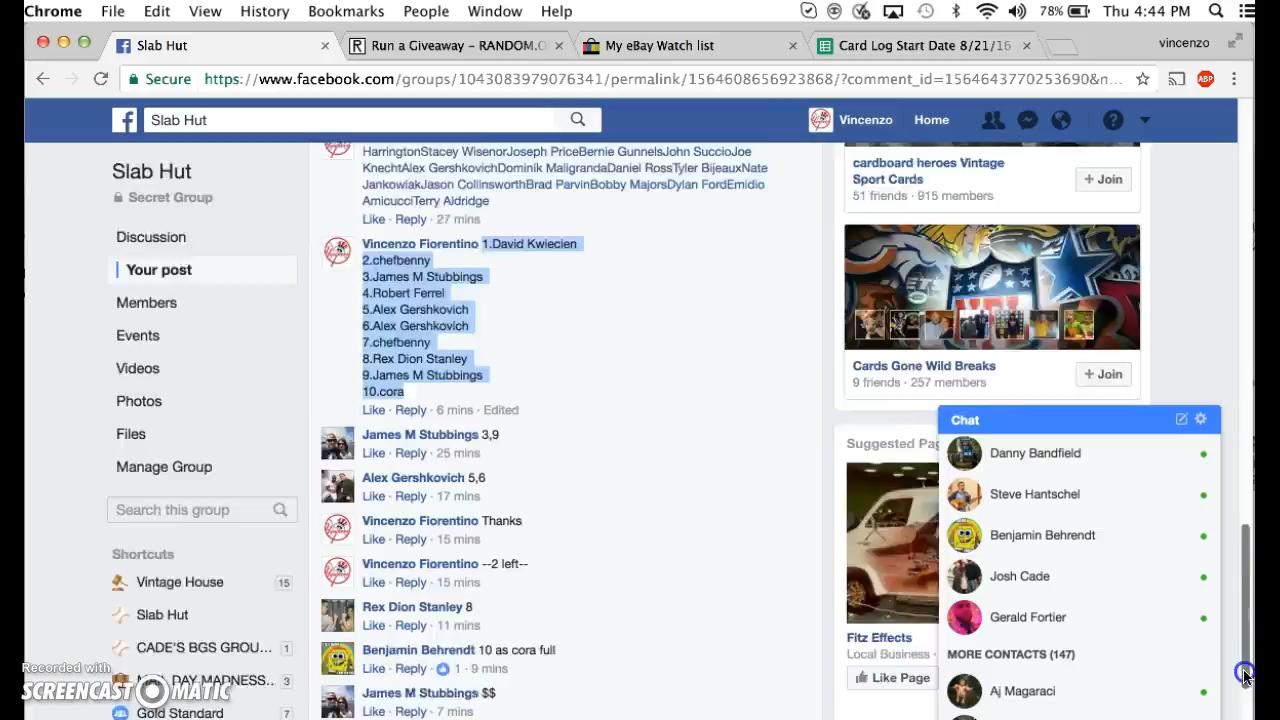 Chrome File Edit View History Bookmarks People Window Help 78% Thu 4:44 PM
Slab Hut
Run a Giveaway – RANDOM.O
My eBay Watch list
Card Log Start Date 8/21/16
vincenzo
Secure https://www.facebook.com/groups/1043083979076341/permalink/1564608656923868/?comment_id=1564643770253690&n...
ABP
Slab Hut
Vincenzo Home
Slab Hut
Secret Group
Discussion
Your post
Members
Events
Videos
Photos
Files
Manage Group
Search this group
Shortcuts
Vintage House 15
Slab Hut
CADE'S BGS GROU... 1
DAY MADNESS... 3
Gold Standard 7
Recorded with
SCREENCAST MATIC
HarringtonStacey WisenorJoseph PriceBernie GunnelsJohn SuccioJoe
KnechtAlex GershkovichDominik MaligrandaDaniel RossTyler BijeauxNate
JankowiakJason CollinsworthBrad ParvinBobby MajorsDylan FordEmidio
AmicucciTerry Aldridge
Like · Reply · 27 mins
Vincenzo Fiorentino 1.David Kwiecien
2.chefbenny
3.James M Stubbings
4.Robert Ferrel
5.Alex Gershkovich
6.Alex Gershkovich
7.chefbenny
8.Rex Dion Stanley
9.James M Stubbings
10.cora
Like · Reply · 6 mins · Edited
James M Stubbings 3,9
Like · Reply · 25 mins
Alex Gershkovich 5,6
Like · Reply · 17 mins
Vincenzo Fiorentino Thanks
Like · Reply · 15 mins
Vincenzo Fiorentino --2 left--
Like · Reply · 15 mins
Rex Dion Stanley 8
Like · Reply · 11 mins
Benjamin Behrendt 10 as cora full
Like · Reply · 1 · 9 mins
James M Stubbings $$
Like · Reply · 7 mins
cardboard heroes Vintage
Sport Cards
51 friends · 915 members
+ Join
Cards Gone Wild Breaks
9 friends · 257 members
+ Join
Suggested Pag
Fitz Effects
Local Business ·
Like Page
Chat
Danny Bandfield
Steve Hantschel
Benjamin Behrendt
Josh Cade
Gerald Fortier
MORE CONTACTS (147)
Aj Magaraci